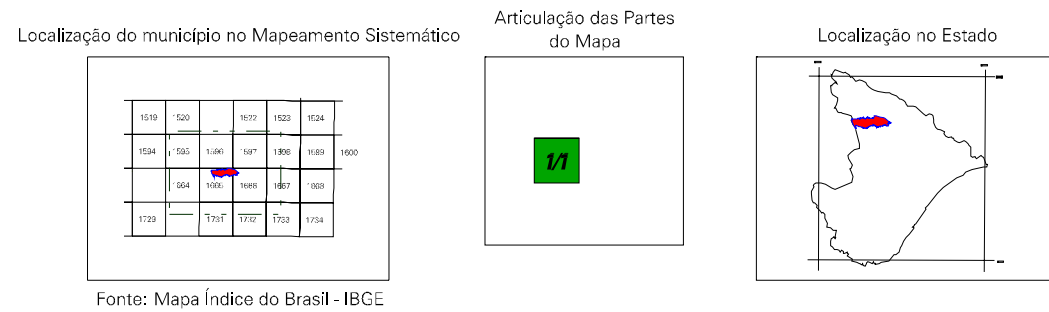 Localização do município no Mapeamento Sistemático
Articulação das Partes
do Mapa
Localização no Estado
1519 1520 1522 1523 1524
1594 1595 1596 1597 1598 1599 1600
1664 1665 1666 1667 1668
1729 1731 1732 1733 1734
1/1
Fonte: Mapa Índice do Brasil - IBGE